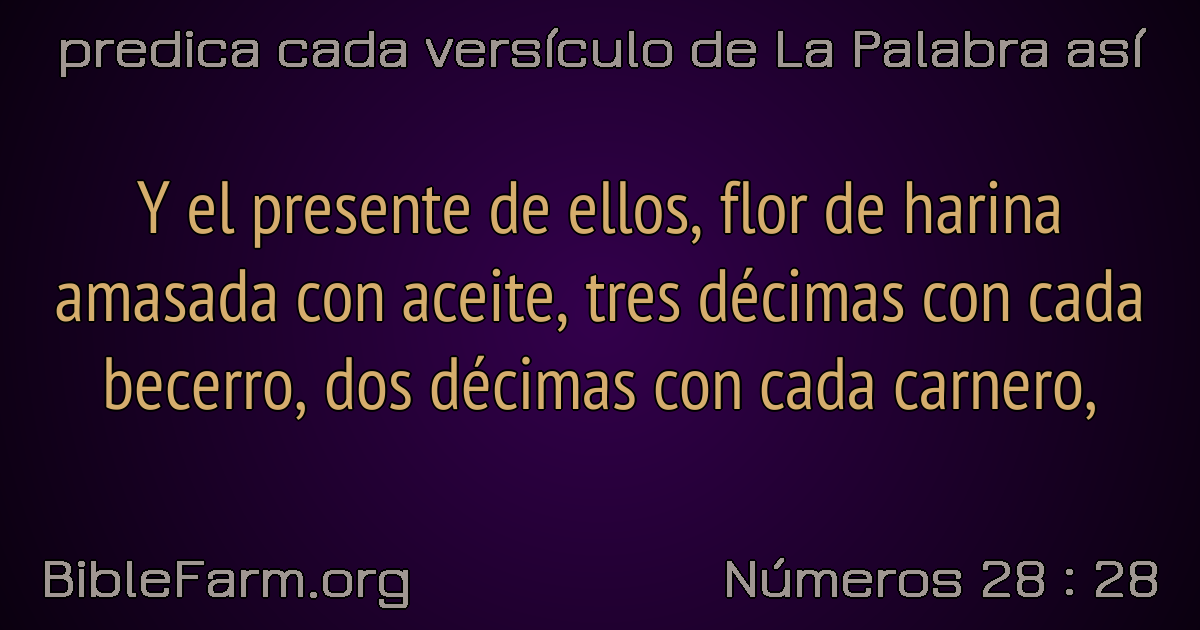 predica cada versículo de La Palabra así
Y el presente de ellos, flor de harina
amasada con aceite, tres décimas con cada
becerro, dos décimas con cada carnero,
BibleFarm.org
Números 28 : 28